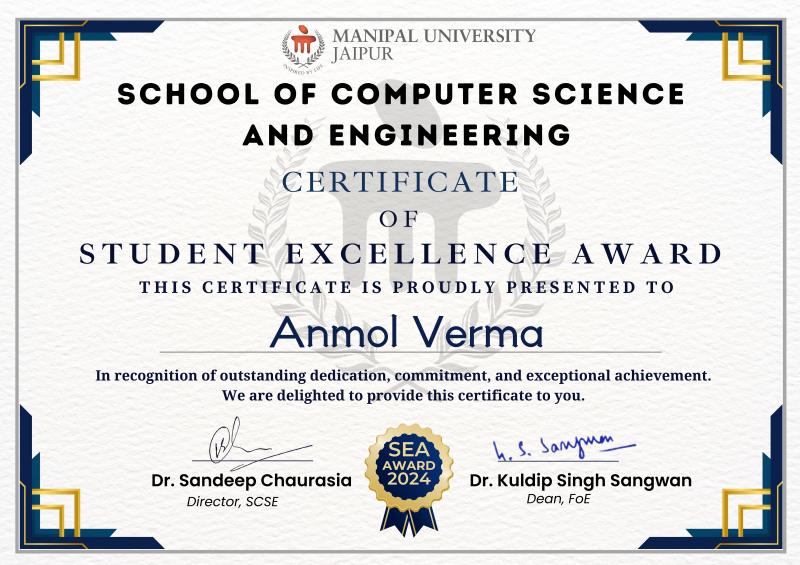 MANIPAL UNIVERSITY
JAIPUR
INSPIRED BY LIFE
SCHOOL OF COMPUTER SCIENCE
AND ENGINEERING
CERTIFICATE
OF
STUDENT EXCELLENCE AWARD
THIS CERTIFICATE IS PROUDLY PRESENTED TO
Anmol Verma
In recognition of outstanding dedication, commitment, and exceptional achievement.
We are delighted to provide this certificate to you.
SEA
AWARD
2024
Dr. Sandeep Chaurasia
Director, SCSE
K. S. Sangwan
Dr. Kuldip Singh Sangwan
Dean, FoE